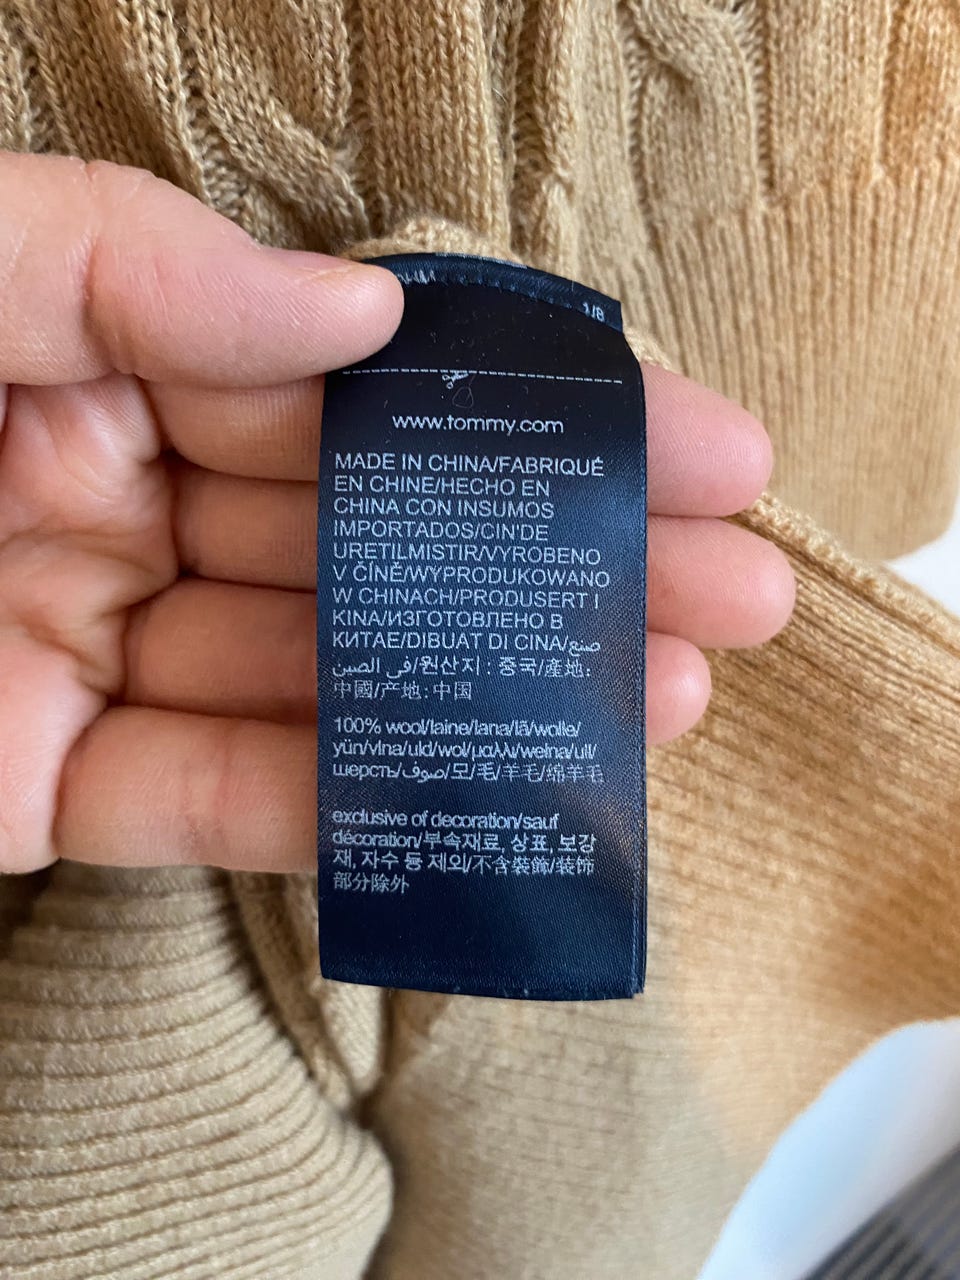 1/8
www.tommy.com
MADE IN CHINA/FABRIQUÉ
EN CHINE/HECHO EN
CHINA CON INSUMOS
IMPORTADOS/CIN'DE
URETILMISTIR/VYROBENO
V ČÍNĚ/WYPRODUKOWANO
W CHINACH/PRODUSERT I
KINA/ИЗГОТОВЛЕНО В
КИТАЕ/DIBUAT DI CINA/صنع
في الصين/원산지 : 중국/產地:
中國/产地: 中国
100% wool/laine/lana/lã/wolle/
yün/vlna/uld/wol/μαλλι/wełna/ull/
шерсть/صوف/모/毛/羊毛/绵羊毛
exclusive of decoration/sauf
décoration/부속재료, 상표, 보강
재, 자수 등 제외/不含裝飾/装饰
部分除外